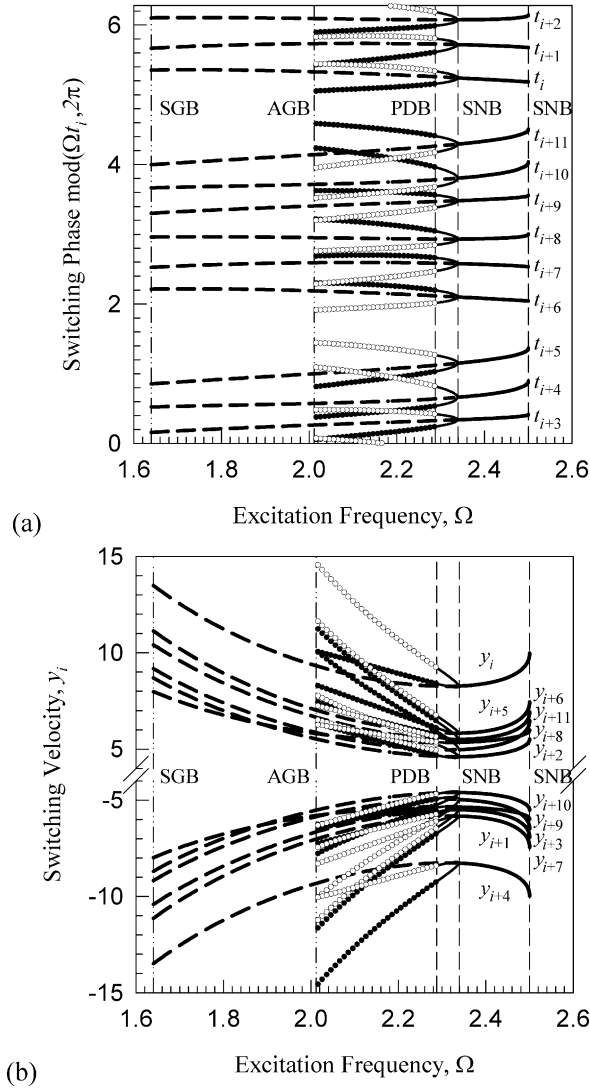 6
4
2
0
Switching Phase mod(Ωt_i,2π)
SGB AGB PDB SNB SNB
t_{i+2}
t_{i+1}
t_i
t_{i+11}
t_{i+10}
t_{i+9}
t_{i+8}
t_{i+7}
t_{i+6}
t_{i+5}
t_{i+4}
t_{i+3}
1.6 1.8 2.0 2.2 2.4 2.6
Excitation Frequency, Ω
(a)
15
10
5
-5
-10
-15
Switching Velocity, y_i
y_i
y_{i+5}
y_{i+6}
y_{i+11}
y_{i+8}
y_{i+2}
SGB AGB PDB SNB SNB
y_{i+10}
y_{i+9}
y_{i+3}
y_{i+1}
y_{i+7}
y_{i+4}
1.6 1.8 2.0 2.2 2.4 2.6
Excitation Frequency, Ω
(b)